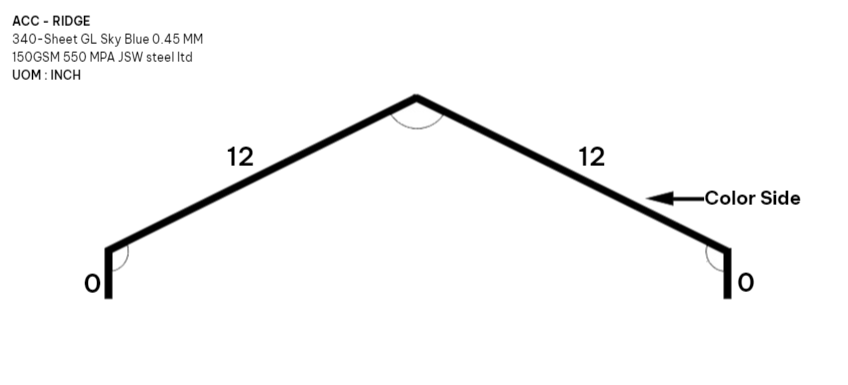 ACC - RIDGE
340-Sheet GL Sky Blue 0.45 MM
150GSM 550 MPA JSW steel ltd
UOM : INCH
12
12
Color Side
0
0